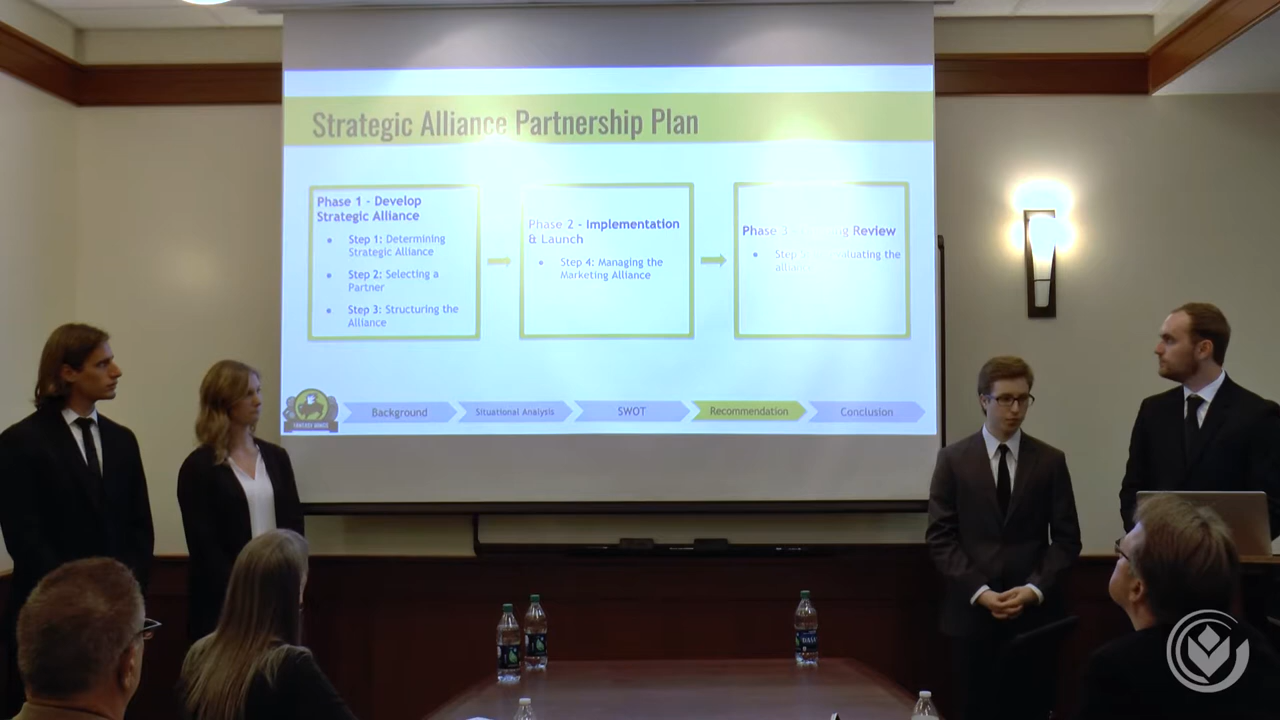 Strategic Alliance Partnership Plan
Phase 1 - Develop
Strategic Alliance
• Step 1: Determining
Strategic Alliance
• Step 2: Selecting a
Partner
• Step 3: Structuring the
Alliance
Phase 2 - Implementation
& Launch
• Step 4: Managing the
Marketing Alliance
Phase Review
• Step the
Background
Situational Analysis
SWOT
Recommendation
Conclusion